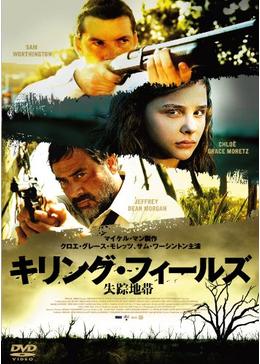 SAM
WORTHINGTON
CHLOË
GRACE MORETZ
JEFFREY
DEAN MORGAN
マイケル・マン製作
クロエ・グレース・モレッツ、サム・ワーシントン主演
キリング・フィールズ
失踪地帯
DVD
VIDEO